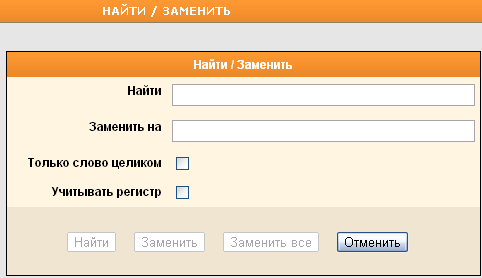 НАЙТИ / ЗАМЕНИТЬ
Найти / Заменить
Найти
Заменить на
Только слово целиком
Учитывать регистр
Найти Заменить Заменить все Отменить